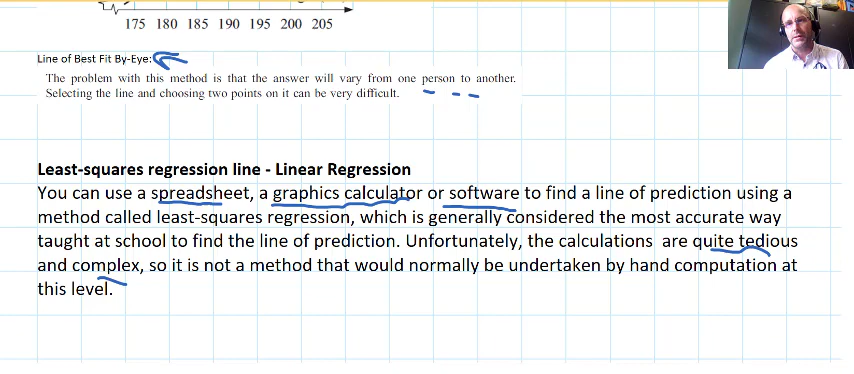 175 180 185 190 195 200 205
Line of Best Fit By-Eye:
The problem with this method is that the answer will vary from one person to another.
Selecting the line and choosing two points on it can be very difficult.
Least-squares regression line - Linear Regression
You can use a spreadsheet, a graphics calculator or software to find a line of prediction using a
method called least-squares regression, which is generally considered the most accurate way
taught at school to find the line of prediction. Unfortunately, the calculations are quite tedious
and complex, so it is not a method that would normally be undertaken by hand computation at
this level.